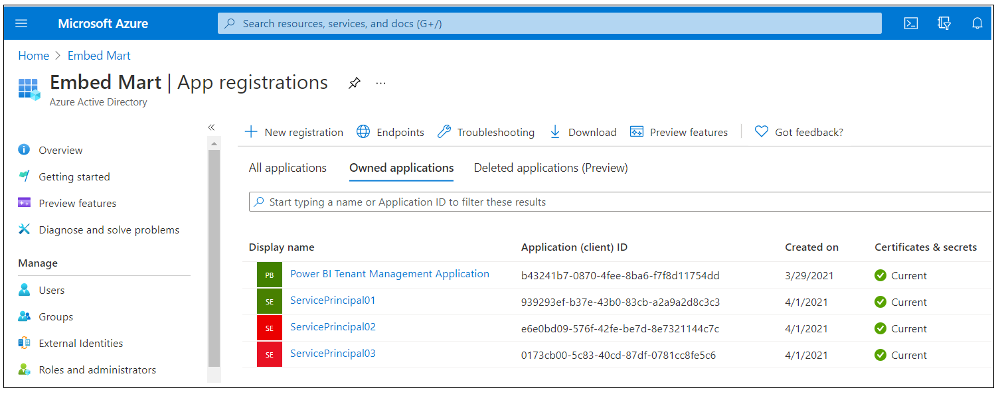 Microsoft Azure
Search resources, services, and docs (G+/)
Home > Embed Mart
Embed Mart | App registrations
Azure Active Directory
New registration Endpoints Troubleshooting Download Preview features Got feedback?
Overview
Getting started
Preview features
Diagnose and solve problems
Manage
Users
Groups
External Identities
Roles and administrators
All applications Owned applications Deleted applications (Preview)
Start typing a name or Application ID to filter these results
Display name Application (client) ID Created on Certificates & secrets
PB Power BI Tenant Management Application b43241b7-0870-4fee-8ba6-f7f8d11754dd 3/29/2021 Current
SE ServicePrincipal01 939293ef-b37e-43b0-83cb-a2a9a2d8c3c3 4/1/2021 Current
SE ServicePrincipal02 e6e0bd09-576f-42fe-be7d-8e7321144c7c 4/1/2021 Current
SE ServicePrincipal03 0173cb00-5c83-40cd-87df-0781cc8fe5c6 4/1/2021 Current